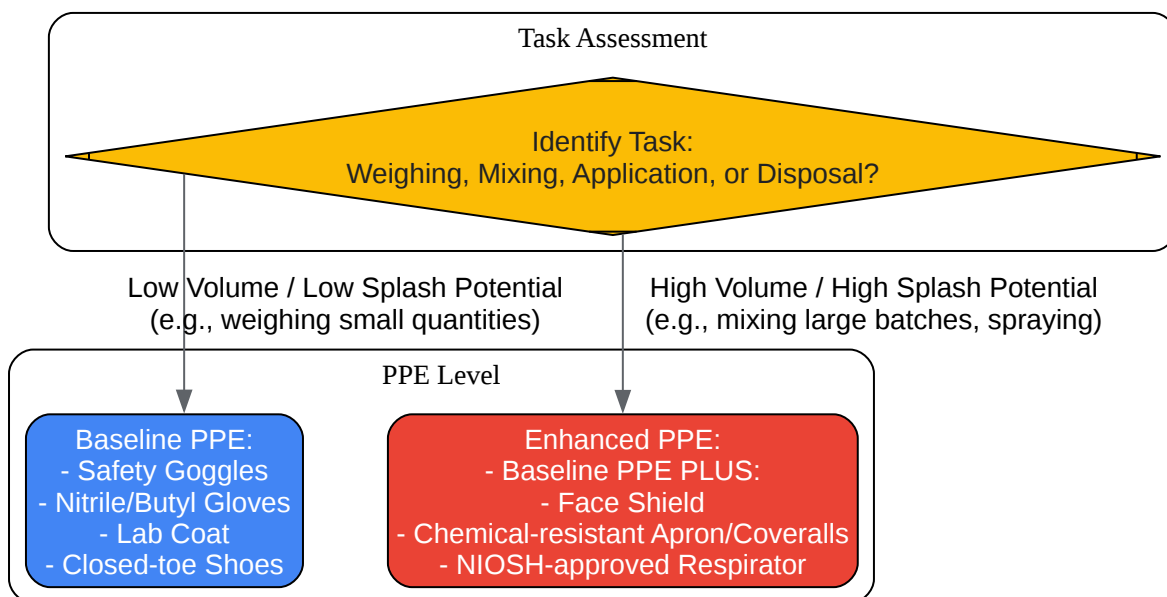 Task Assessment
Identify Task:
Weighing, Mixing, Application, or Disposal?
Low Volume / Low Splash Potential
(e.g., weighing small quantities)
High Volume / High Splash Potential
(e.g., mixing large batches, spraying)
PPE Level
Baseline PPE:
- Safety Goggles
- Nitrile/Butyl Gloves
- Lab Coat
- Closed-toe Shoes
Enhanced PPE:
- Baseline PPE PLUS:
- Face Shield
- Chemical-resistant Apron/Coveralls
- NIOSH-approved Respirator